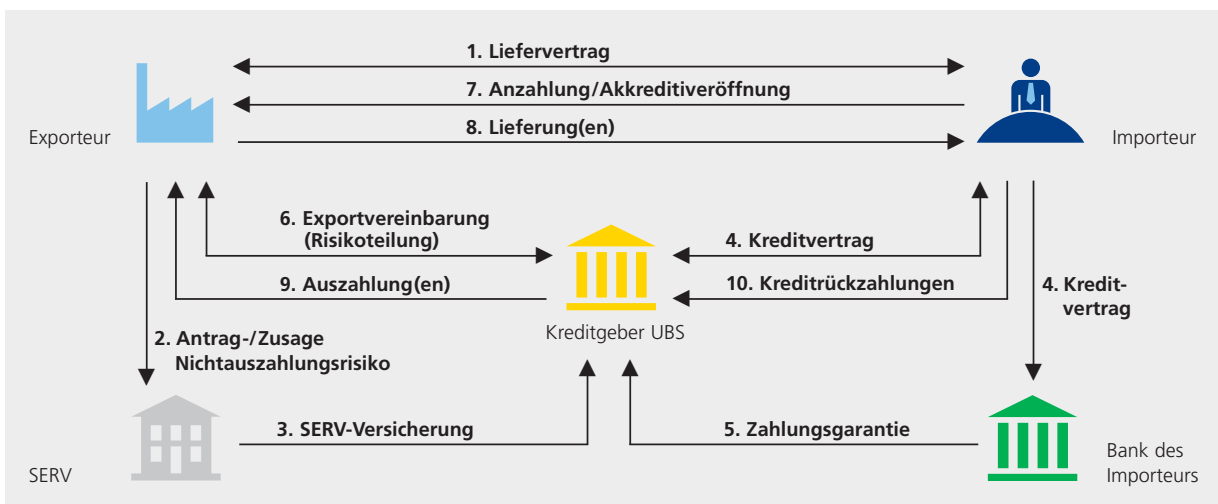 1. Liefervertrag
7. Anzahlung/Akkreditiveröffnung
8. Lieferung(en)
Exporteur
Importeur
6. Exportvereinbarung
(Risikoteilung)
4. Kreditvertrag
9. Auszahlung(en)
10. Kreditrückzahlungen
4. Kredit-
vertrag
Kreditgeber UBS
2. Antrag-/Zusage
Nichtauszahlungsrisiko
3. SERV-Versicherung
5. Zahlungsgarantie
SERV
Bank des
Importeurs